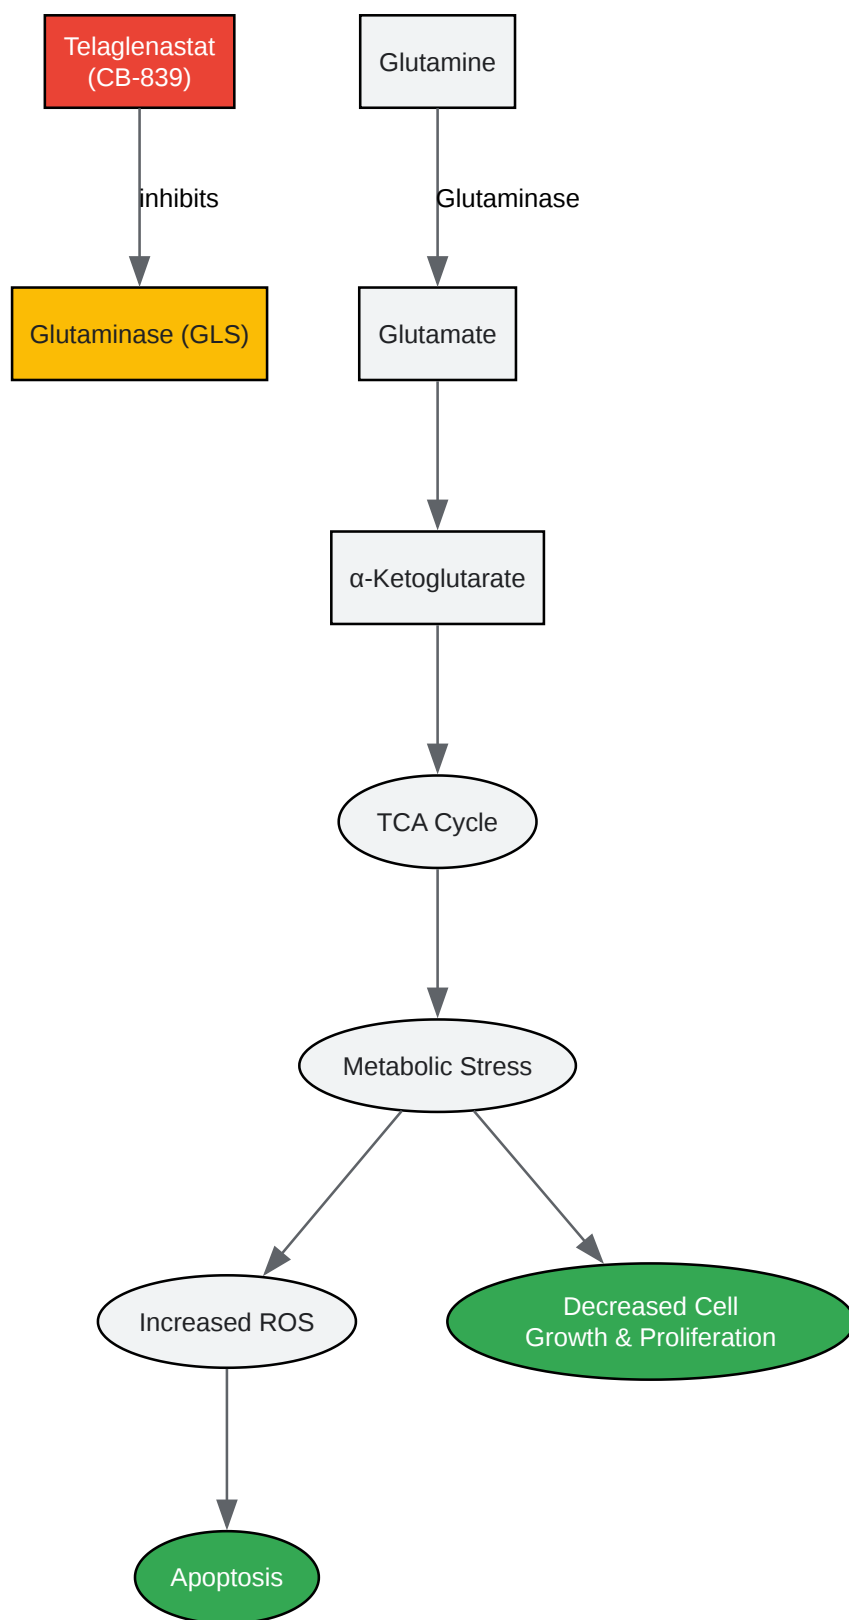 Telaglenastat
(CB-839)
Glutamine
inhibits
Glutaminase
Glutaminase (GLS)
Glutamate
α-Ketoglutarate
TCA Cycle
Metabolic Stress
Increased ROS
Decreased Cell
Growth & Proliferation
Apoptosis